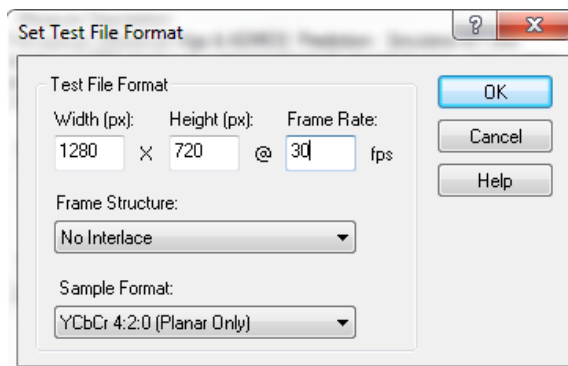 Set Test File Format
Test File Format
Width (px): Height (px): Frame Rate:
1280 X 720 @ 30 fps
Frame Structure:
No Interlace
Sample Format:
YCbCr 4:2:0 (Planar Only)
OK
Cancel
Help